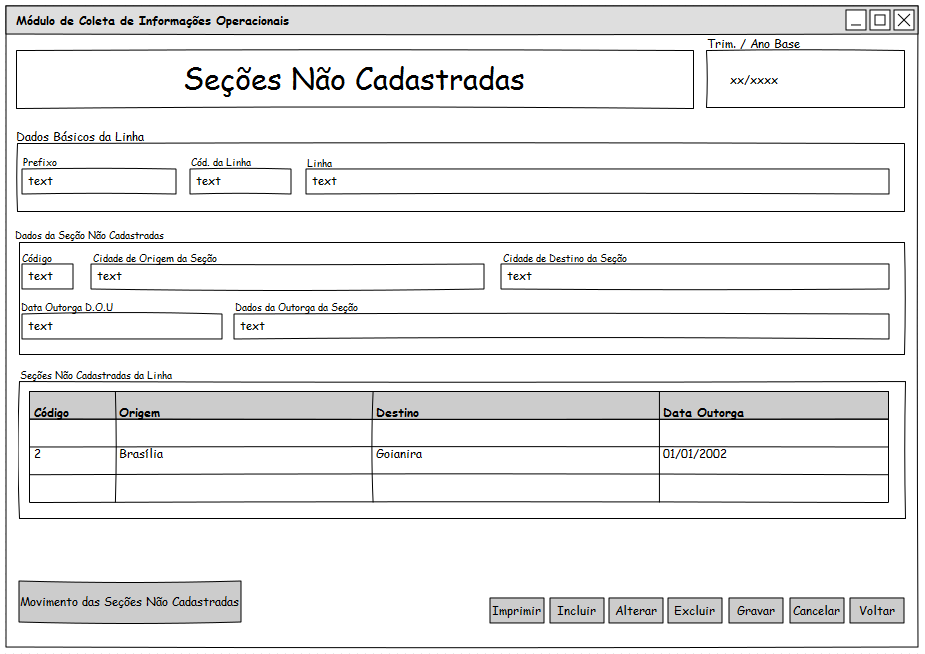 Módulo de Coleta de Informações Operacionais
Trim. / Ano Base
Seções Não Cadastradas
xx/xxxx
Dados Básicos da Linha
Prefixo Cód. da Linha Linha
text text text
Dados da Seção Não Cadastradas
Código Cidade de Origem da Seção Cidade de Destino da Seção
text text text
Data Outorga D.O.U Dados da Outorga da Seção
text text
Seções Não Cadastradas da Linha
Código Origem Destino Data Outorga
2 Brasília Goianira 01/01/2002
Movimento das Seções Não Cadastradas
Imprimir Incluir Alterar Excluir Gravar Cancelar Voltar